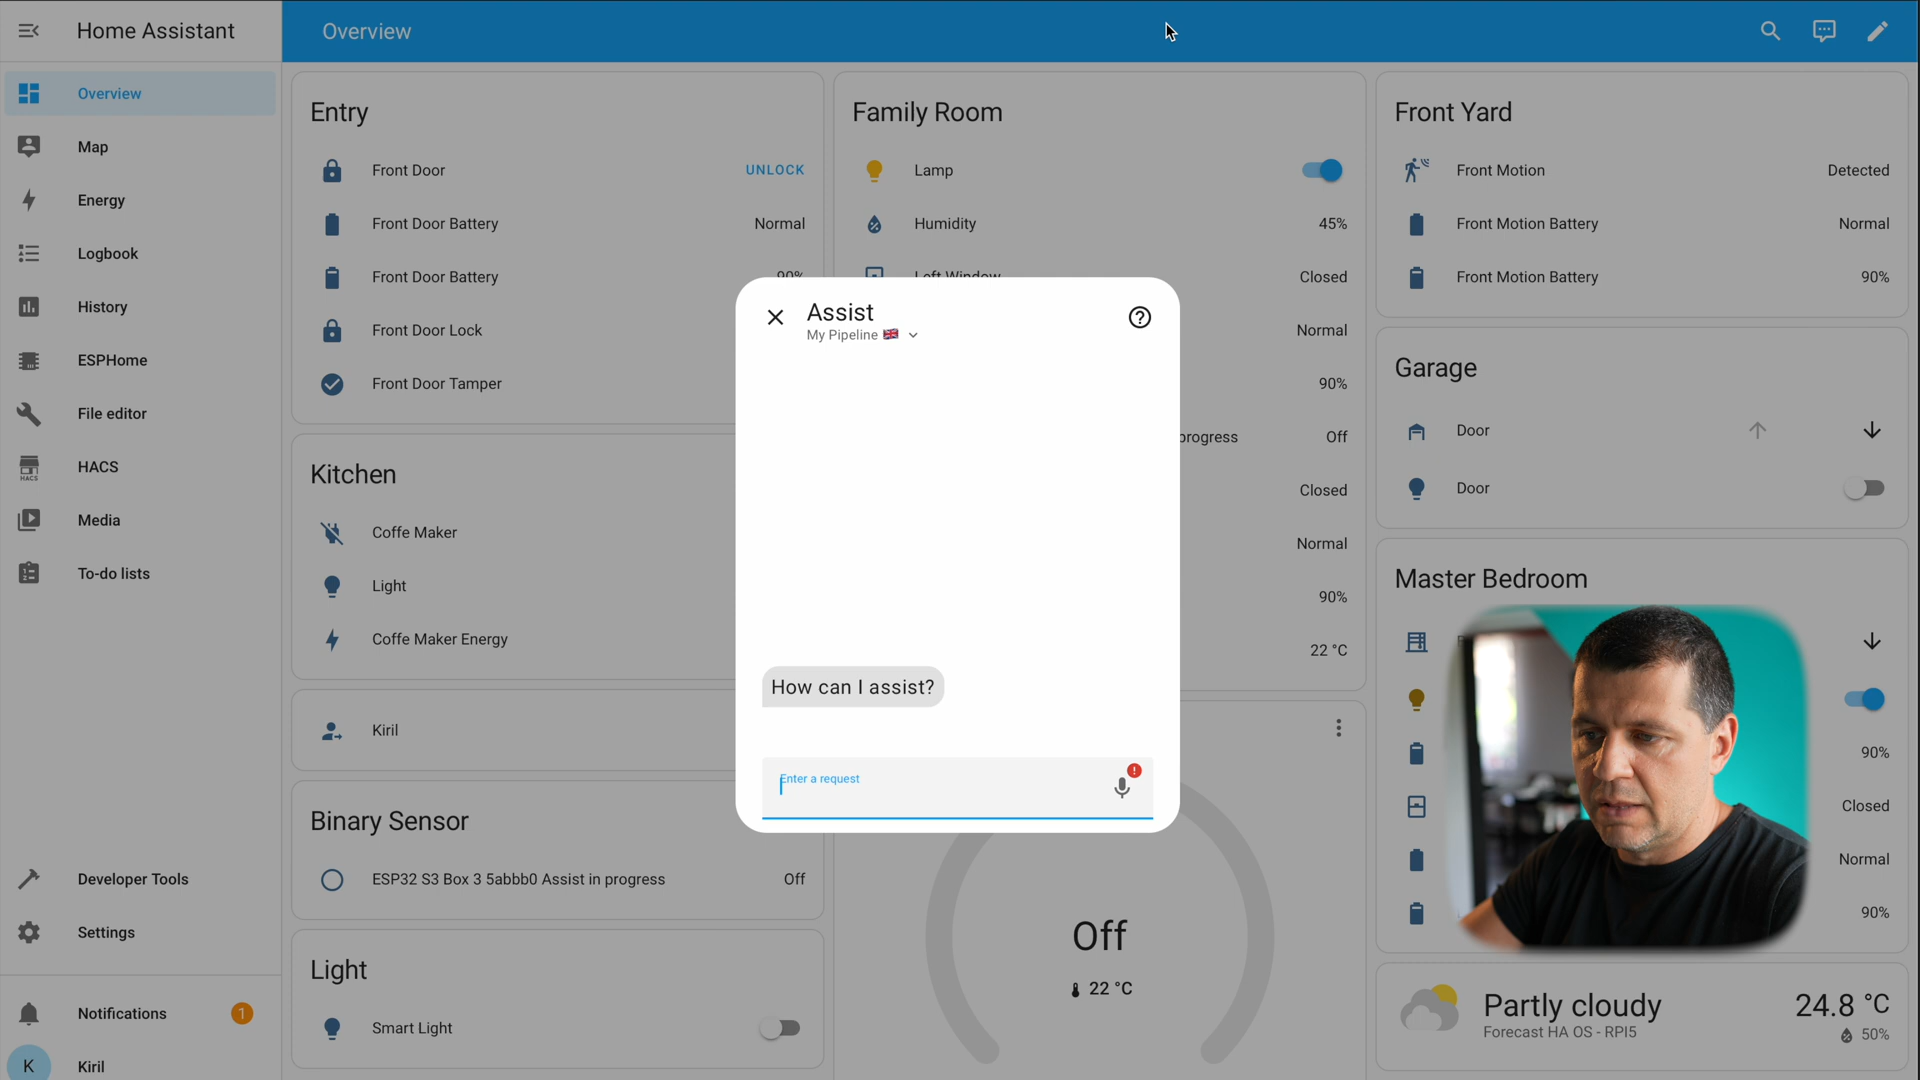 Home Assistant
Overview
Overview
Map
Energy
Logbook
History
ESPHome
File editor
HACS
HACS
Media
To-do lists
Developer Tools
Settings
Notifications
1
K
Kiril
Entry
Front Door
UNLOCK
Front Door Battery
Normal
Front Door Battery
90%
Front Door Lock
Front Door Tamper
Kitchen
Coffe Maker
Light
Coffe Maker Energy
Kiril
Binary Sensor
ESP32 S3 Box 3 5abbb0 Assist in progress
Off
Light
Smart Light
Family Room
Lamp
Humidity
45%
Left Window
Closed
Normal
90%
progress
Off
Closed
Normal
90%
22 °C
Assist
My Pipeline
How can I assist?
Enter a request
!
Off
22 °C
Front Yard
Front Motion
Detected
Front Motion Battery
Normal
Front Motion Battery
90%
Garage
Door
Door
Master Bedroom
90%
Closed
Normal
90%
Partly cloudy
24.8 °C
Forecast HA OS - RPI5
50%